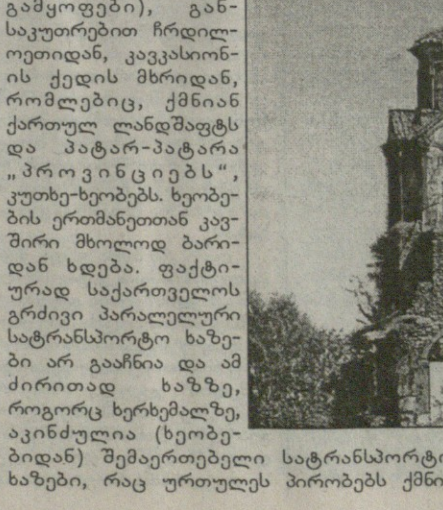 გამყოფები), გან-
საკუთრებით ჩრდილ-
ოეთიდან, კავკასიონ-
ის ქედის მხრიდან,
რომლებიც, ქმნიან
ქართულ ლანდშაფტს
და პატარ-პატარა
„პროვინციებს“,
კუთხე-ხეობებს. ხეობე-
ბის ერთმანეთთან კავ-
შირი მხოლოდ ბარი-
დან ხდება. ფაქტი-
ურად საქართველოს
გრძივი პარალელური
სატრანსპორტო ხაზე-
ბი არ გააჩნია და ამ
ძირითად ხაზზე,
როგორც ხერხემალზე,
აკინძულია (ხეობე-
ბიდან) შემაერთებელი სატრანსპორტო
ხაზები, რაც ურთულეს პირობებს ქმნი